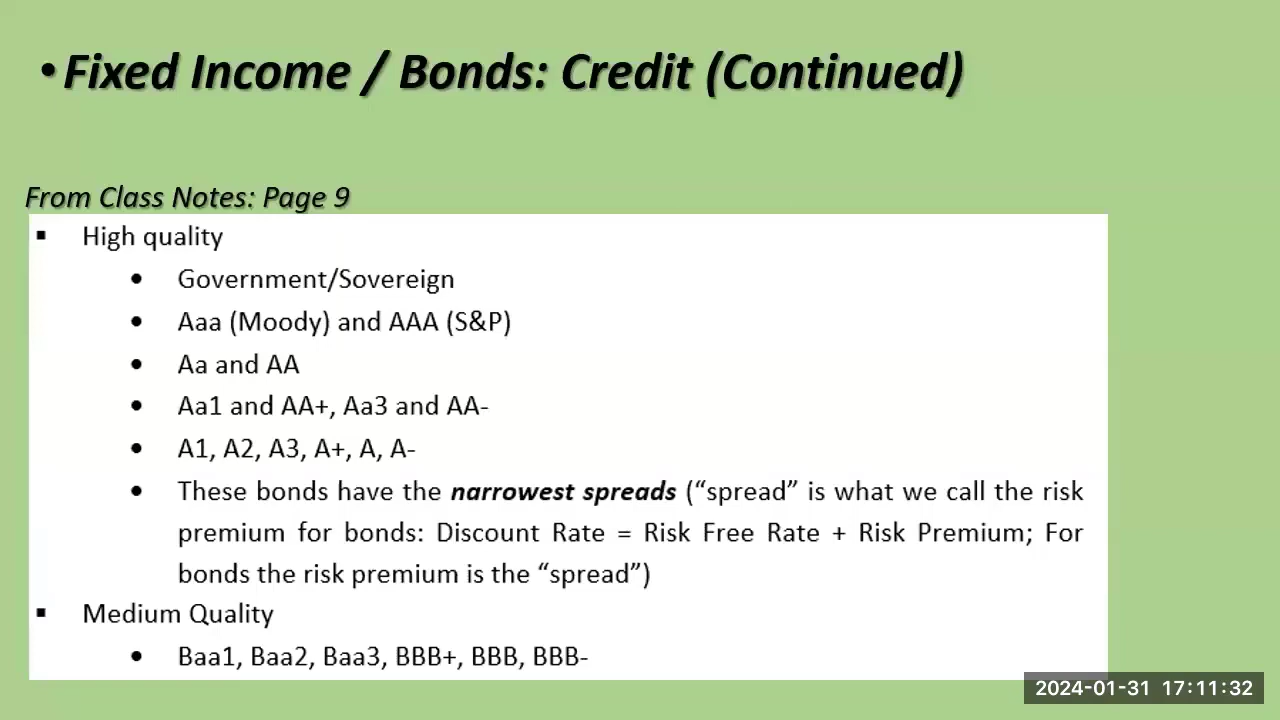 •Fixed Income / Bonds: Credit (Continued)
From Class Notes: Page 9
▪ High quality
• Government/Sovereign
• Aaa (Moody) and AAA (S&P)
• Aa and AA
• Aa1 and AA+, Aa3 and AA-
• A1, A2, A3, A+, A, A-
• These bonds have the narrowest spreads (“spread” is what we call the risk
premium for bonds: Discount Rate = Risk Free Rate + Risk Premium; For
bonds the risk premium is the “spread”)
▪ Medium Quality
• Baa1, Baa2, Baa3, BBB+, BBB, BBB-
2024-01-31 17:11:32